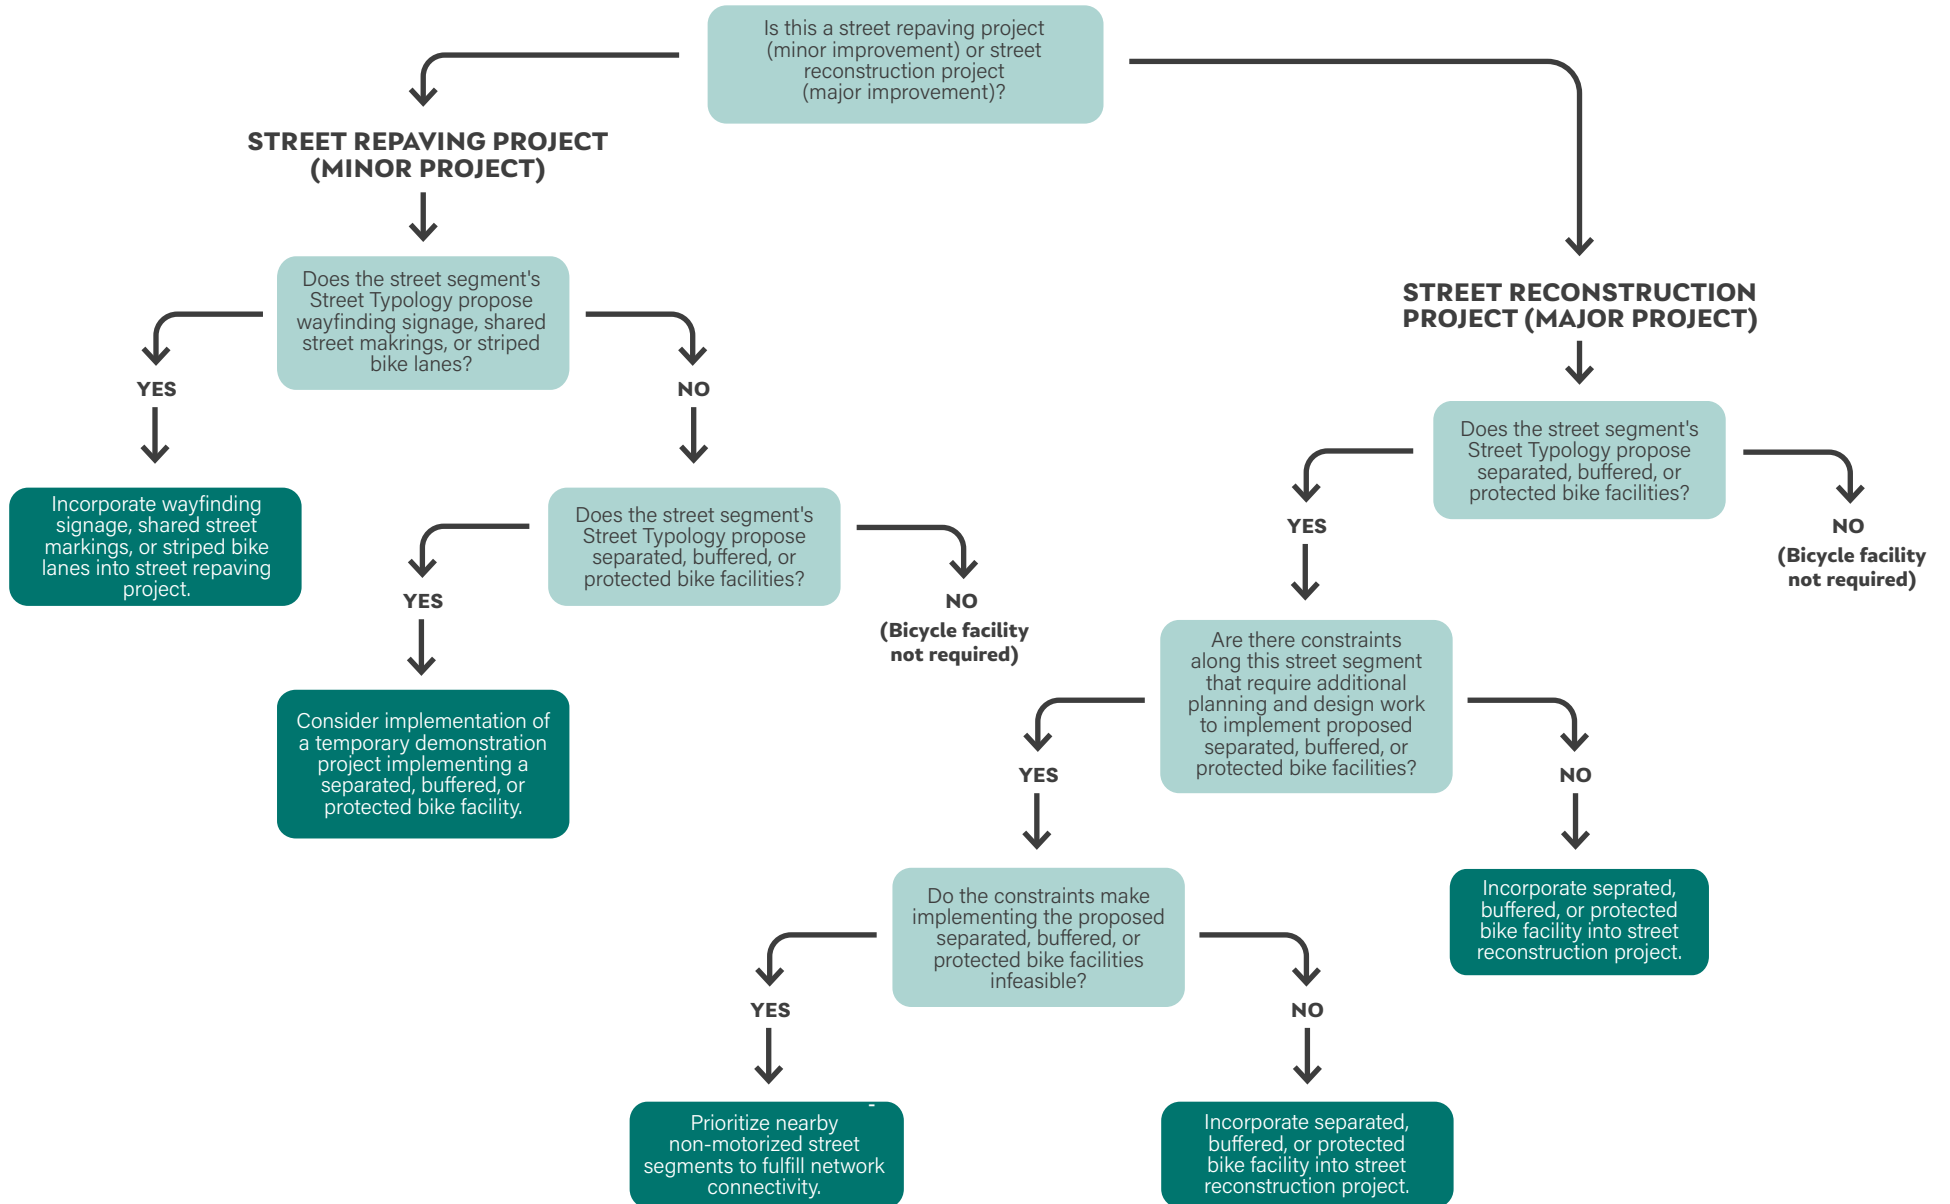 Is this a street repaving project
(minor improvement) or street
reconstruction project
(major improvement)?
STREET REPAVING PROJECT
(MINOR PROJECT)
Does the street segment's
Street Typology propose
wayfinding signage, shared
street makrings, or striped
bike lanes?
YES
NO
Incorporate wayfinding
signage, shared street
markings, or striped bike
lanes into street repaving
project.
Does the street segment's
Street Typology propose
separated, buffered, or
protected bike facilities?
YES
NO
(Bicycle facility
not required)
Consider implementation of
a temporary demonstration
project implementing a
separated, buffered, or
protected bike facility.
STREET RECONSTRUCTION
PROJECT (MAJOR PROJECT)
Does the street segment's
Street Typology propose
separated, buffered, or
protected bike facilities?
YES
NO
(Bicycle facility
not required)
Are there constraints
along this street segment
that require additional
planning and design work
to implement proposed
separated, buffered, or
protected bike facilities?
YES
NO
Do the constraints make
implementing the proposed
separated, buffered, or
protected bike facilities
infeasible?
Incorporate seprated,
buffered, or protected
bike facility into street
reconstruction project.
YES
NO
Prioritize nearby
non-motorized street
segments to fulfill network
connectivity.
Incorporate separated,
buffered, or protected
bike facility into street
reconstruction project.